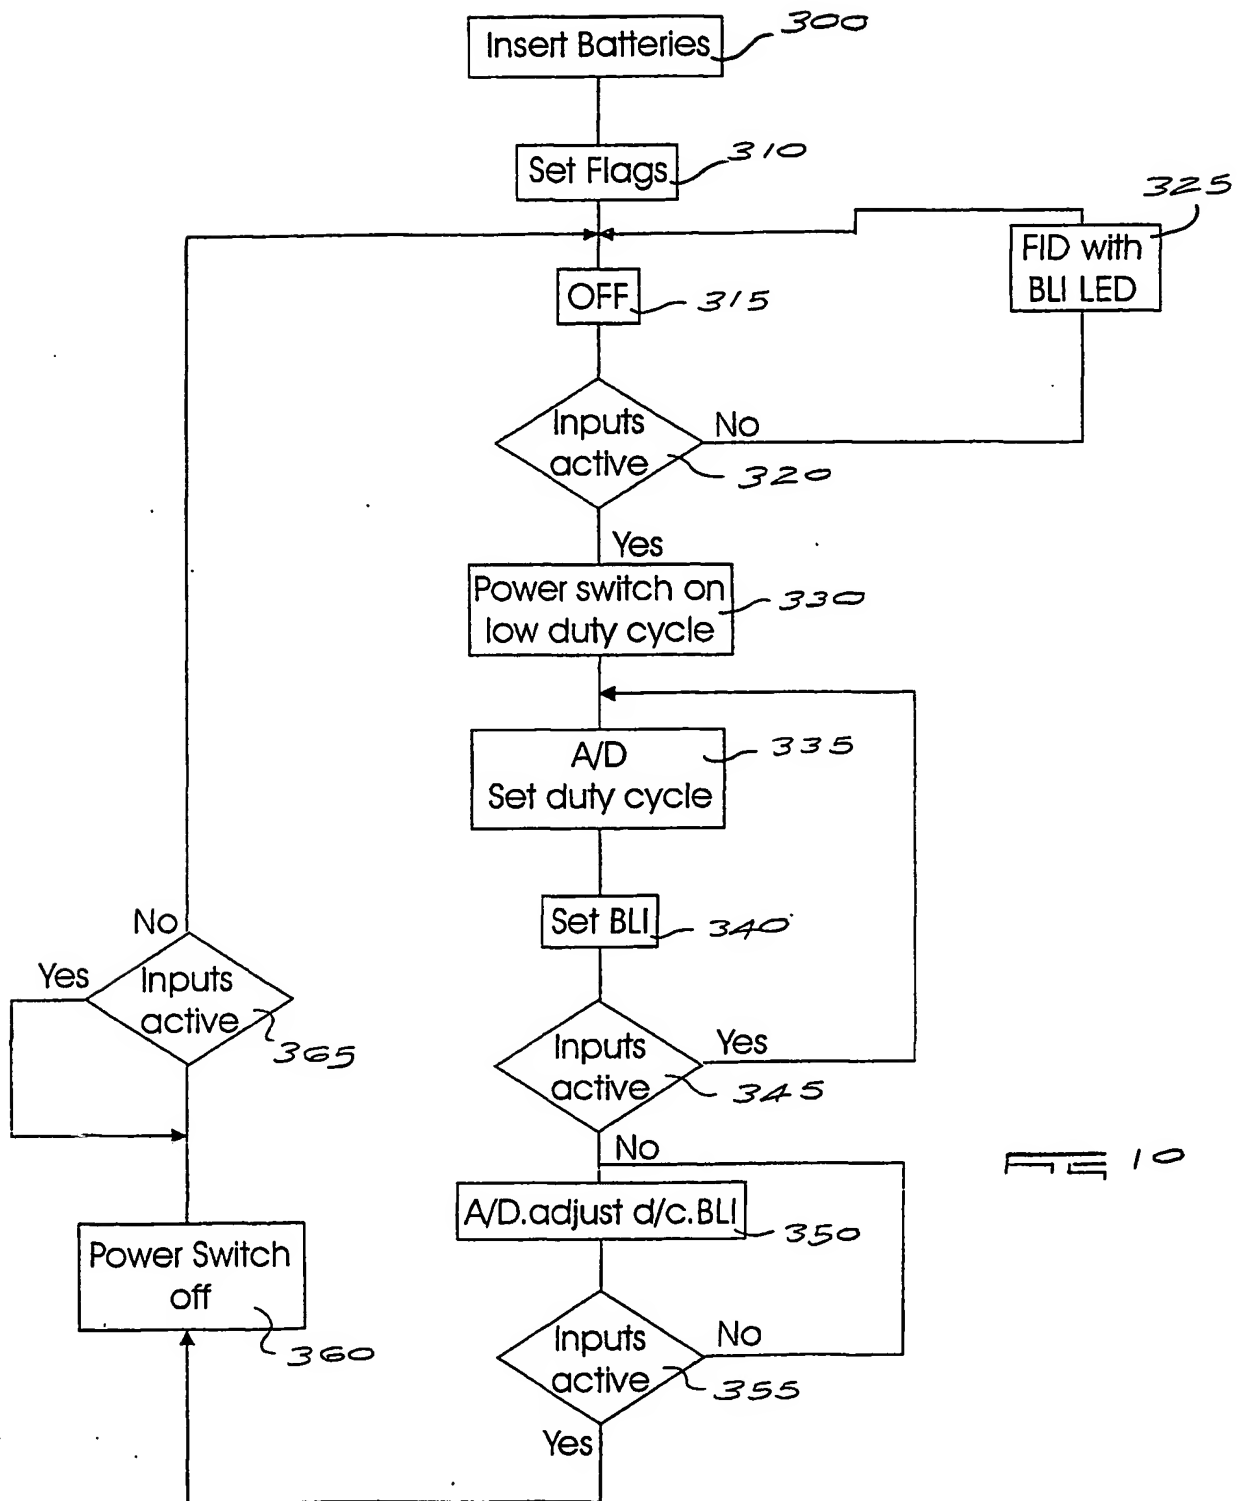 Insert Batteries
300
Set Flags
310
325
FID with
BLI LED
OFF
315
Inputs
active
No
320
Yes
Power switch on
low duty cycle
330
A/D
Set duty cycle
335
Set BLI
340
No
Yes
Inputs
active
365
Inputs
active
Yes
345
No
FIG 10
A/D.adjust d/c.BLI
350
Power Switch
off
360
Inputs
active
No
355
Yes